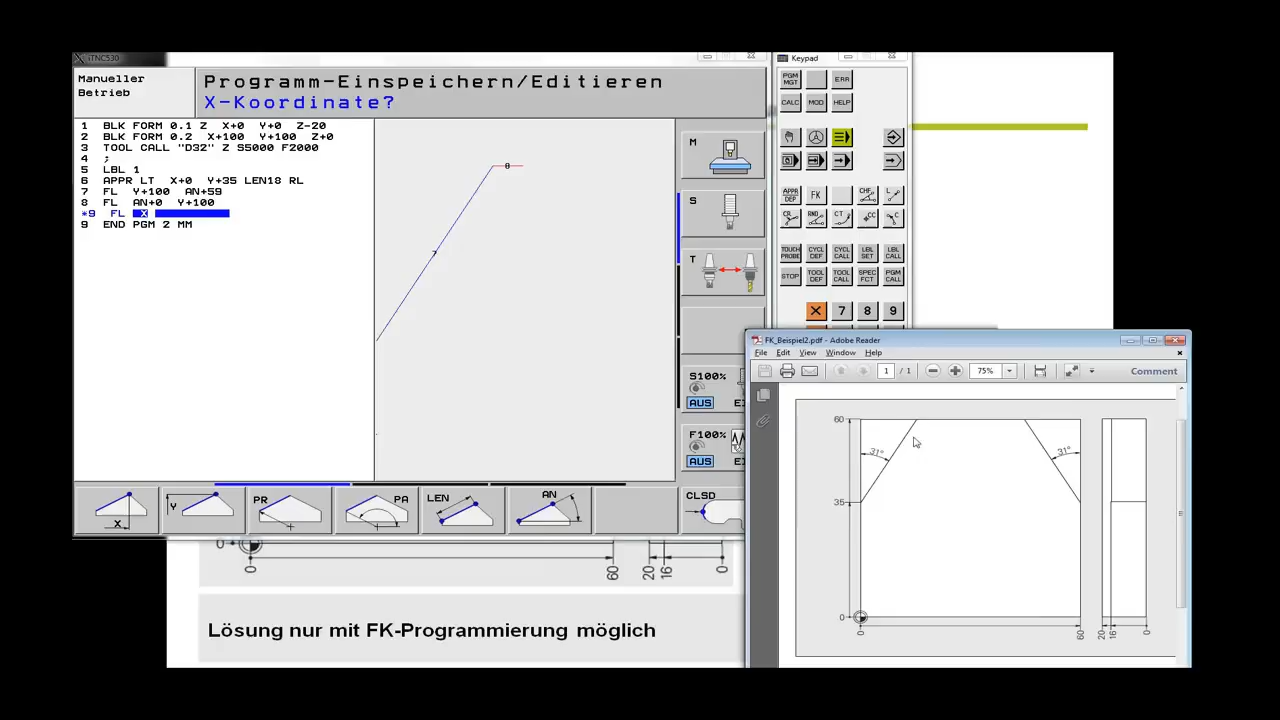 iTNC530
Manueller
Betrieb
Programm-Einspeichern/Editieren
X-Koordinate?
1 BLK FORM 0.1 Z X+0 Y+0 Z-20
2 BLK FORM 0.2 X+100 Y+100 Z+0
3 TOOL CALL "D32" Z S5000 F2000
4 ;
5 LBL 1
6 APPR LT X+0 Y+35 LEN18 RL
7 FL Y+100 AN+59
8 FL AN+0 Y+100
*9 FL X
9 END PGM 2 MM
8
7
M
S
T
S100%
AUS
F100%
AUS
X
Y
PR
PA
LEN
AN
CLSD
Keypad
PGM MGT
ERR
CALC
MOD
HELP
APPR DEP
FK
CHF
L
CR
RND
CT
CC
C
TOUCH PROBE
CYCL DEF
CYCL CALL
LBL SET
LBL CALL
STOP
TOOL DEF
TOOL CALL
SPEC FCT
PGM CALL
X
7
8
9
FK_Beispiel2.pdf - Adobe Reader
File Edit View Window Help
1 / 1
75%
Comment
60
31°
31°
35
0
0
60
20
16
0
0
0
60
20
16
0
Lösung nur mit FK-Programmierung möglich